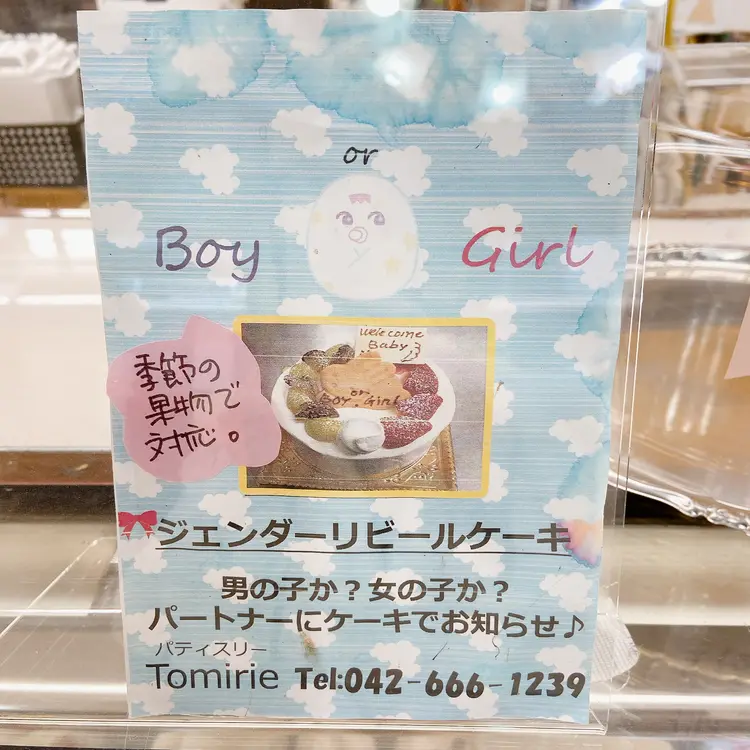 or
Boy
Girl
welcome
Baby
季節の
果物で
対応。
or
Boy Girl
ジェンダーリビールケーキ
男の子か?女の子か?
パートナーにケーキでお知らせ♪
パティスリー
Tomirie Tel:042-666-1239